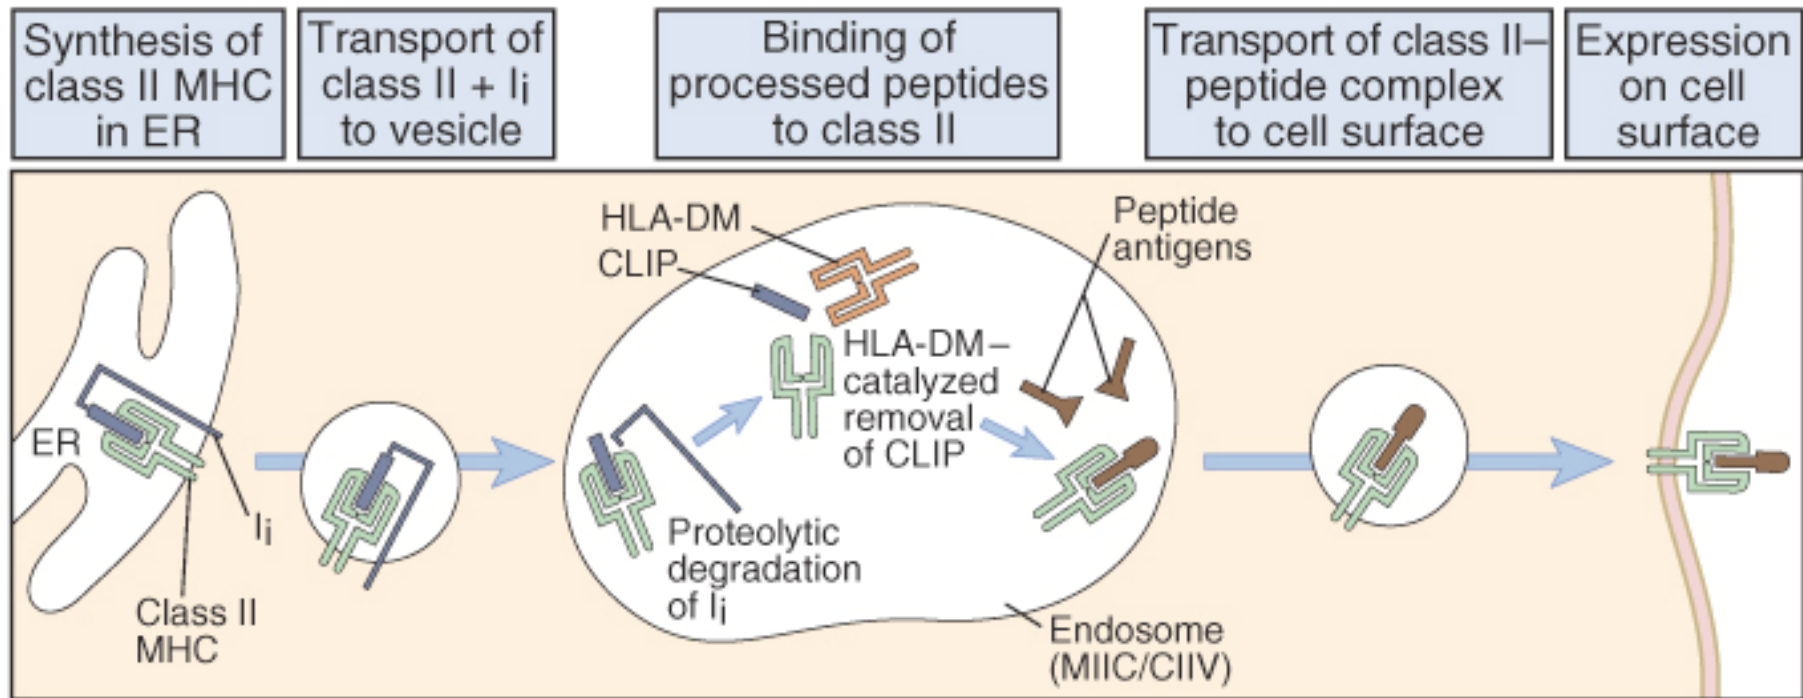 Synthesis of
class II MHC
in ER
Transport of
class II + Ii
to vesicle
Binding of
processed peptides
to class II
Transport of class II–
peptide complex
to cell surface
Expression
on cell
surface
HLA-DM
CLIP
Peptide
antigens
HLA-DM–
catalyzed
removal
of CLIP
ER
Ii
Class II
MHC
Proteolytic
degradation
of Ii
Endosome
(MIIC/CIIV)